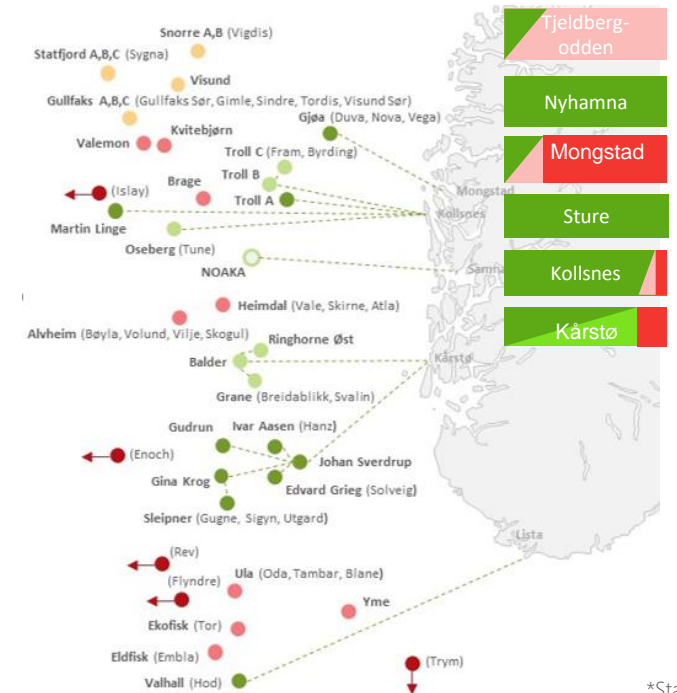 Snorre A,B (Vigdis)
Statfjord A,B,C (Sygna)
Visund
Gullfaks A,B,C (Gullfaks Sør, Gimle, Sindre, Tordis, Visund Sør)
Gjøa (Duva, Nova, Vega)
Valemon
Kvitebjørn
Troll C (Fram, Byrding)
Troll B
(Islay)
Brage
Troll A
Mongstad
Kollsnes
Martin Linge
Oseberg (Tune)
NOAKA
Heimdal (Vale, Skirne, Atla)
Alvheim (Bøyla, Volund, Vilje, Skogul)
Ringhorne Øst
Balder
Kårstø
Grane (Breidablikk, Svalin)
Gudrun
Ivar Aasen (Hanz)
(Enoch)
Johan Sverdrup
Gina Krog
Edvard Grieg (Solveig)
Sleipner (Gugne, Sigyn, Utgard)
Lista
(Rev)
(Flyndre)
Ula (Oda, Tambar, Blane)
Yme
Ekofisk (Tor)
Eldfisk (Embla)
(Trym)
Valhall (Hod)
Tjeldberg-
odden
Nyhamna
Mongstad
Sture
Kollsnes
Kårstø